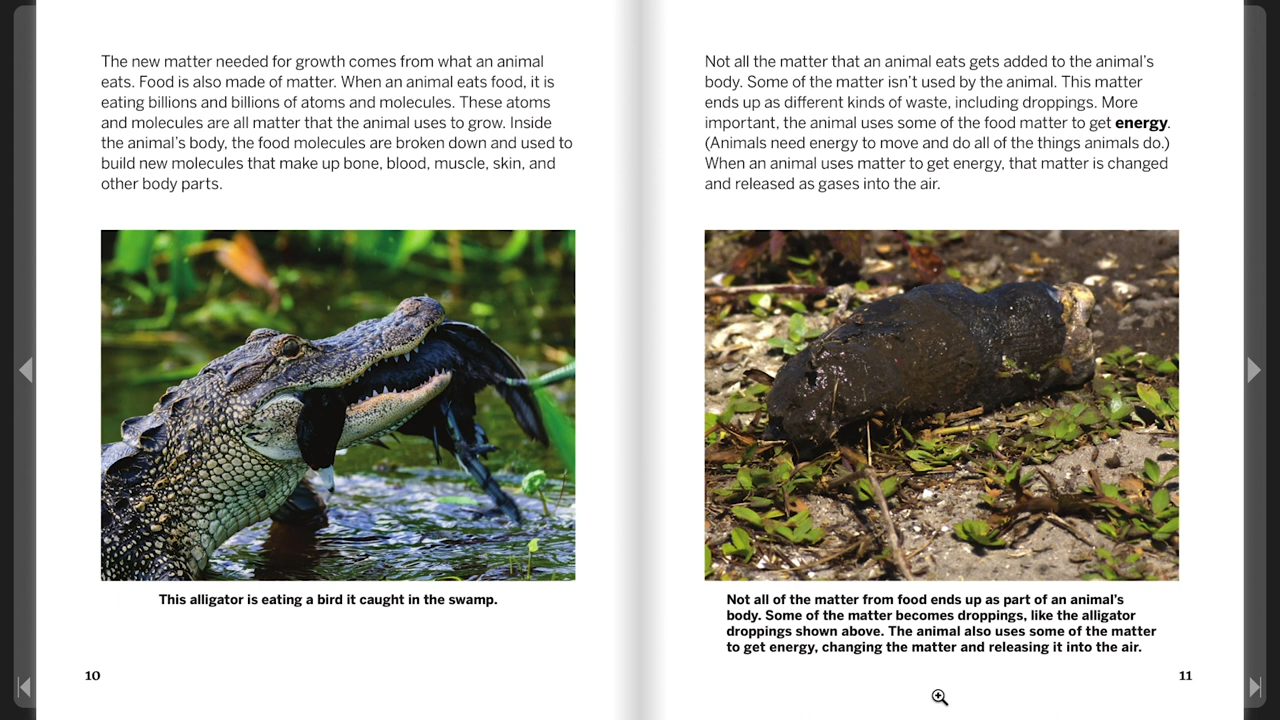 The new matter needed for growth comes from what an animal
eats. Food is also made of matter. When an animal eats food, it is
eating billions and billions of atoms and molecules. These atoms
and molecules are all matter that the animal uses to grow. Inside
the animal’s body, the food molecules are broken down and used to
build new molecules that make up bone, blood, muscle, skin, and
other body parts.
This alligator is eating a bird it caught in the swamp.
10
Not all the matter that an animal eats gets added to the animal’s
body. Some of the matter isn’t used by the animal. This matter
ends up as different kinds of waste, including droppings. More
important, the animal uses some of the food matter to get energy.
(Animals need energy to move and do all of the things animals do.)
When an animal uses matter to get energy, that matter is changed
and released as gases into the air.
Not all of the matter from food ends up as part of an animal’s
body. Some of the matter becomes droppings, like the alligator
droppings shown above. The animal also uses some of the matter
to get energy, changing the matter and releasing it into the air.
11